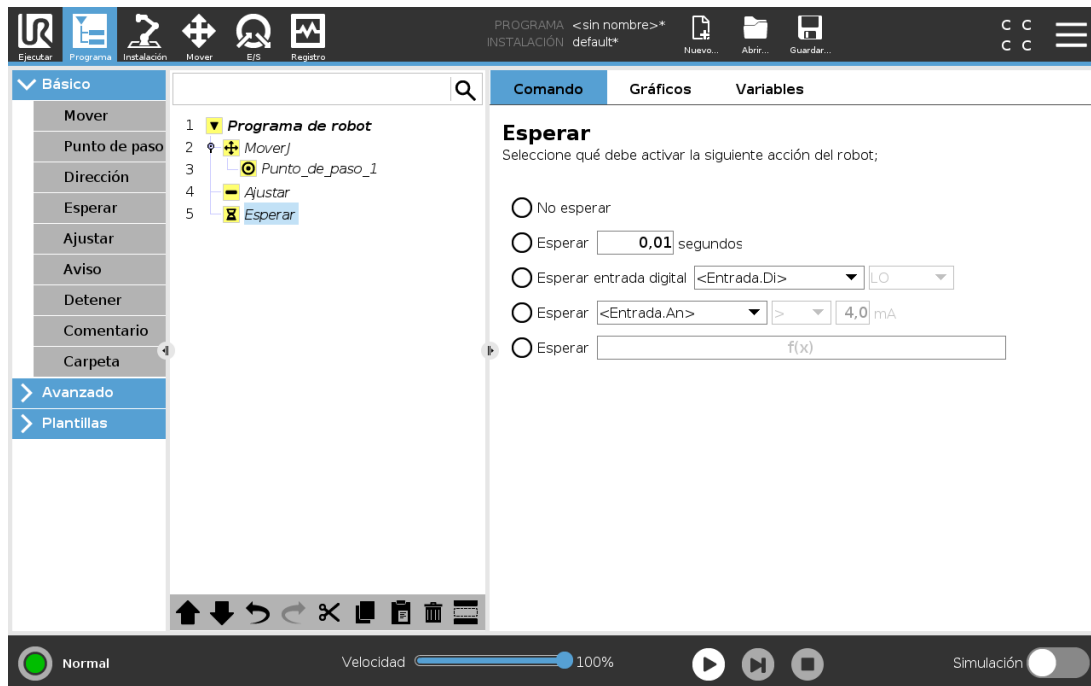 PROGRAMA <sin nombre>*
INSTALACIÓN default*
C C
C C
Ejecutar Programa Instalación Mover E/S Registro Nuevo... Abrir... Guardar...
Básico
Mover
Punto de paso
Dirección
Esperar
Ajustar
Aviso
Detener
Comentario
Carpeta
Avanzado
Plantillas
1 Programa de robot
2 MoverJ
3 Punto_de_paso_1
4 Ajustar
5 Esperar
Comando Gráficos Variables
Esperar
Seleccione qué debe activar la siguiente acción del robot;
No esperar
Esperar 0,01 segundos
Esperar entrada digital <Entrada.Di> LO
Esperar <Entrada.An> > 4,0 mA
Esperar f(x)
Normal Velocidad 100% Simulación